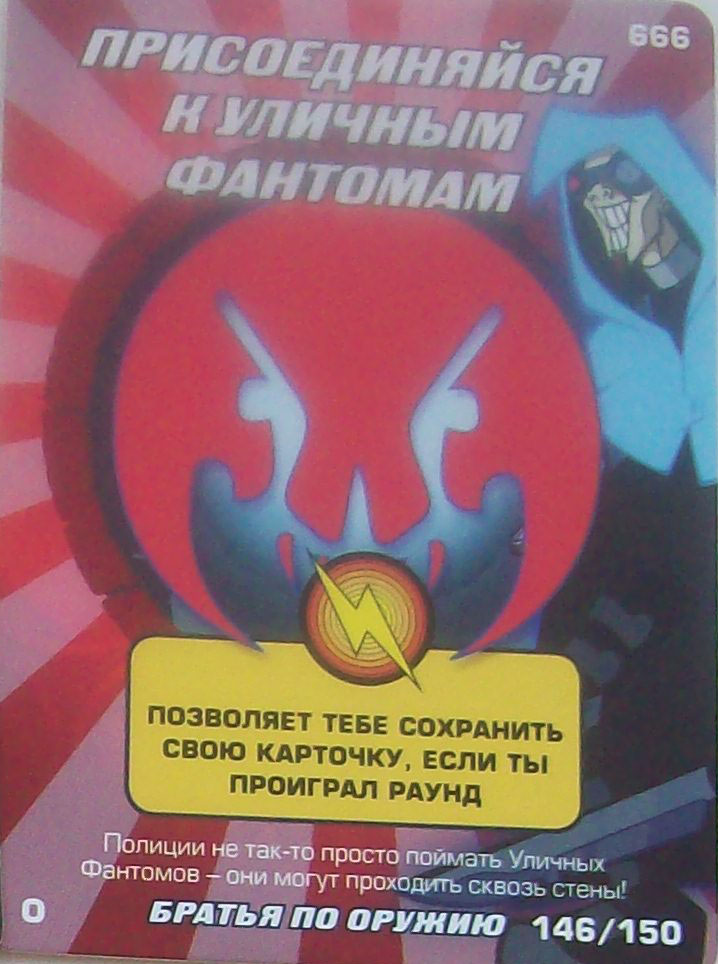 666
ПРИСОЕДИНЯЙСЯ
К УЛИЧНЫМ
ФАНТОМАМ
ПОЗВОЛЯЕТ ТЕБЕ СОХРАНИТЬ
СВОЮ КАРТОЧКУ, ЕСЛИ ТЫ
ПРОИГРАЛ РАУНД
Полиции не так-то просто поймать Уличных
Фантомов – они могут проходить сквозь стены!
0 БРАТЬЯ ПО ОРУЖИЮ 146/150